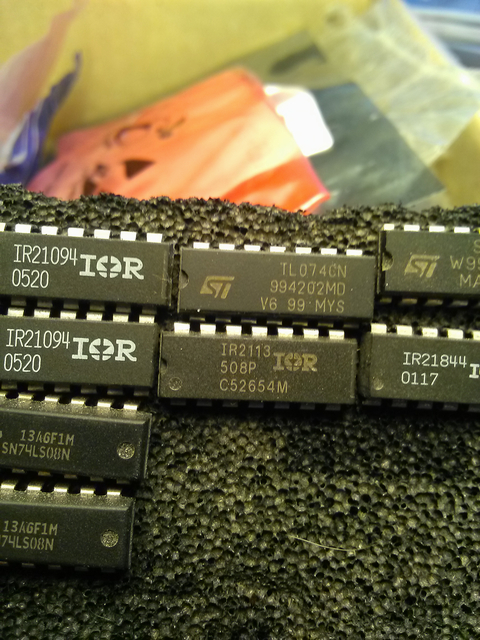 IR21094 IOR
0520
ST TL074CN
994202MD
V6 99 MYS
ST
IR21094 IOR
0520
IR2113 IOR
508P
C52654M
IR21844
0117
13AGF1M
SN74LS08N
13AGF1M
74LS08N